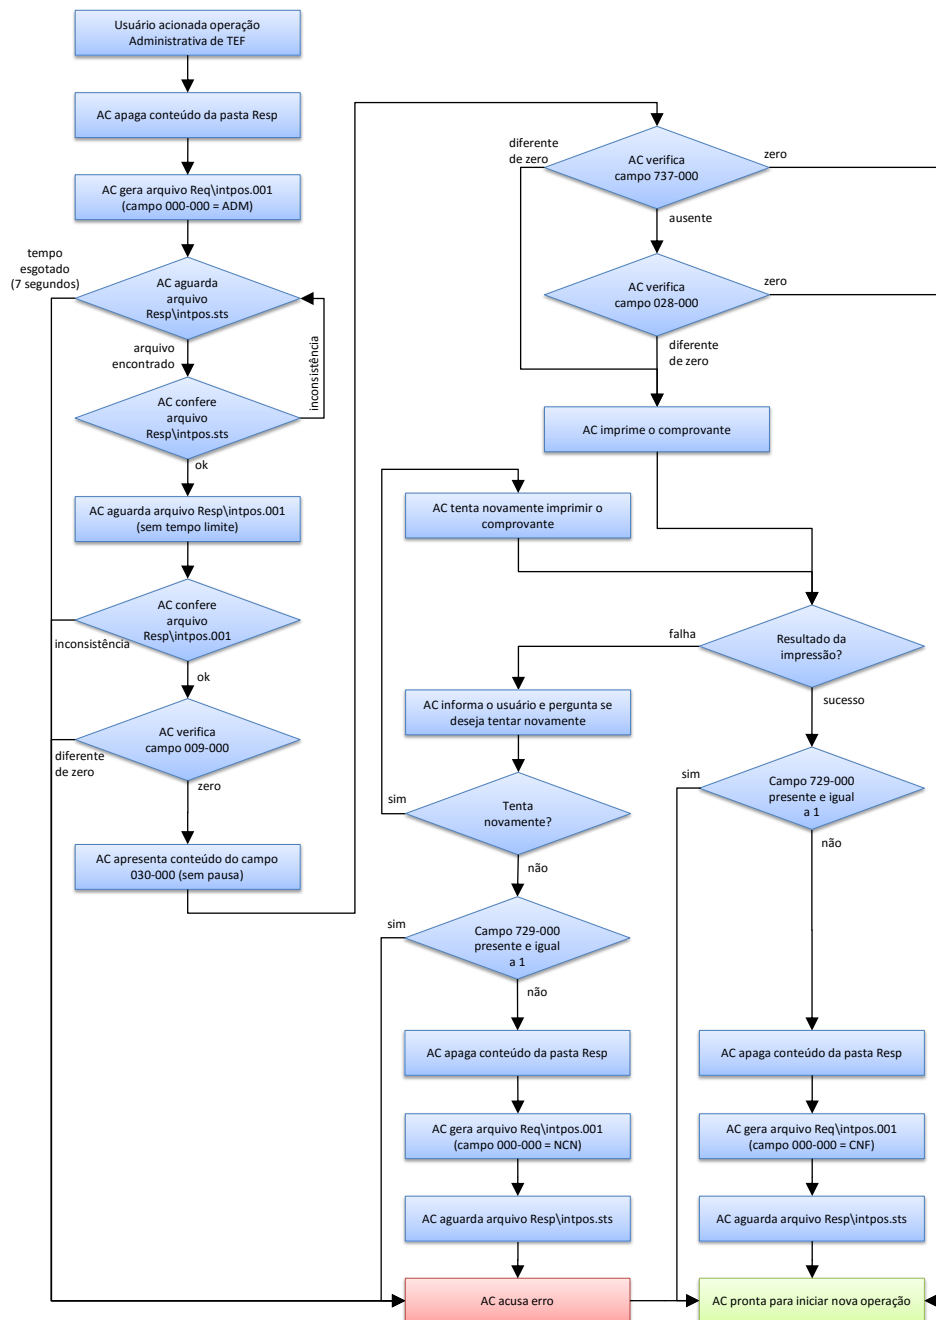 Usuário acionada operação
Administrativa de TEF
AC apaga conteúdo da pasta Resp
AC gera arquivo Req\intpos.001
(campo 000-000 = ADM)
tempo
esgotado
(7 segundos)
AC aguarda
arquivo
Resp\intpos.sts
arquivo
encontrado
inconsistência
AC confere
arquivo
Resp\intpos.sts
ok
AC aguarda arquivo Resp\intpos.001
(sem tempo limite)
AC confere
arquivo
Resp\intpos.001
inconsistência
ok
AC verifica
campo 009-000
diferente
de zero
zero
AC apresenta conteúdo do campo
030-000 (sem pausa)
diferente
de zero
AC verifica
campo 737-000
zero
ausente
AC verifica
campo 028-000
zero
diferente
de zero
AC imprime o comprovante
AC tenta novamente imprimir o
comprovante
falha
Resultado da
impressão?
sucesso
AC informa o usuário e pergunta se
deseja tentar novamente
sim
Tenta
novamente?
não
sim
Campo 729-000
presente e igual
a 1
não
sim
Campo 729-000
presente e igual
a 1
não
AC apaga conteúdo da pasta Resp
AC gera arquivo Req\intpos.001
(campo 000-000 = NCN)
AC aguarda arquivo Resp\intpos.sts
AC acusa erro
AC apaga conteúdo da pasta Resp
AC gera arquivo Req\intpos.001
(campo 000-000 = CNF)
AC aguarda arquivo Resp\intpos.sts
AC pronta para iniciar nova operação